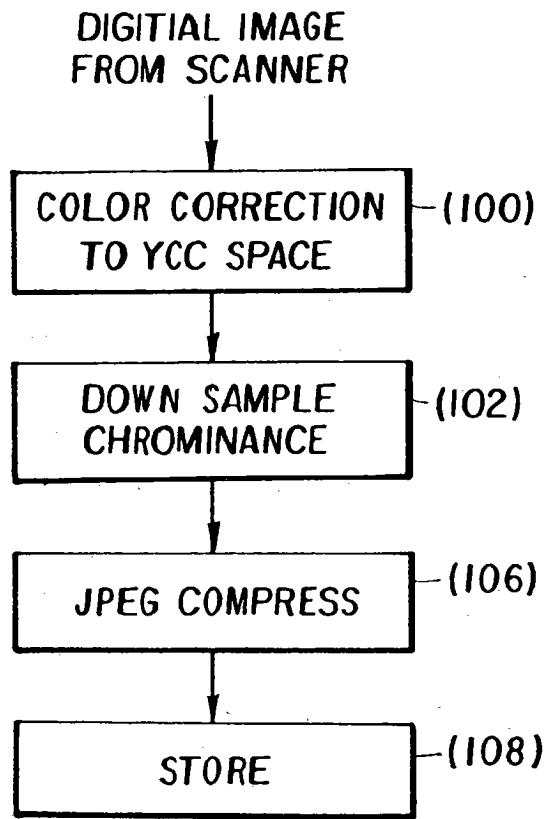 DIGITIAL IMAGE
FROM SCANNER
COLOR CORRECTION
TO YCC SPACE
(100)
DOWN SAMPLE
CHROMINANCE
(102)
JPEG COMPRESS
(106)
STORE
(108)